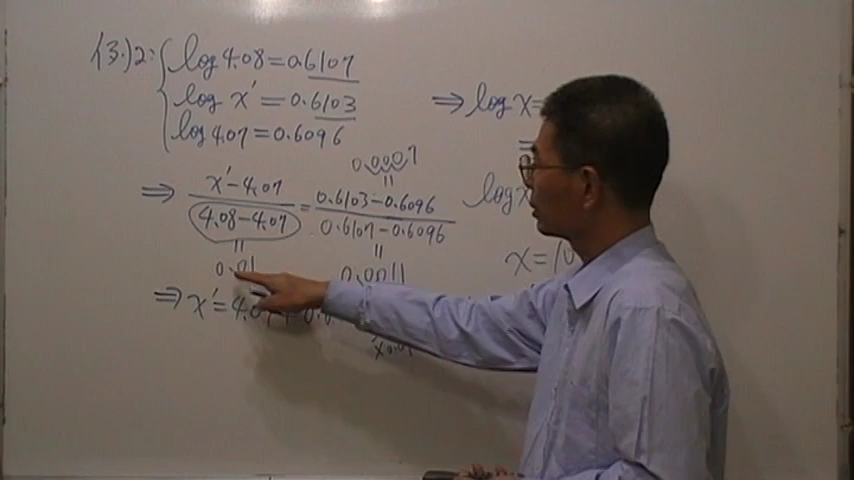 (3.)2: log 4.08 = 0.6107
log x' = 0.6103
log 4.07 = 0.6096
0.0007
=
⇒ x' - 4.07 / 4.08 - 4.07 = 0.6103 - 0.6096 / 0.6107 - 0.6096
= =
0.01 0.0011
⇒ x' = 4.07 +
⇒ log x =
=
log x
x = 10